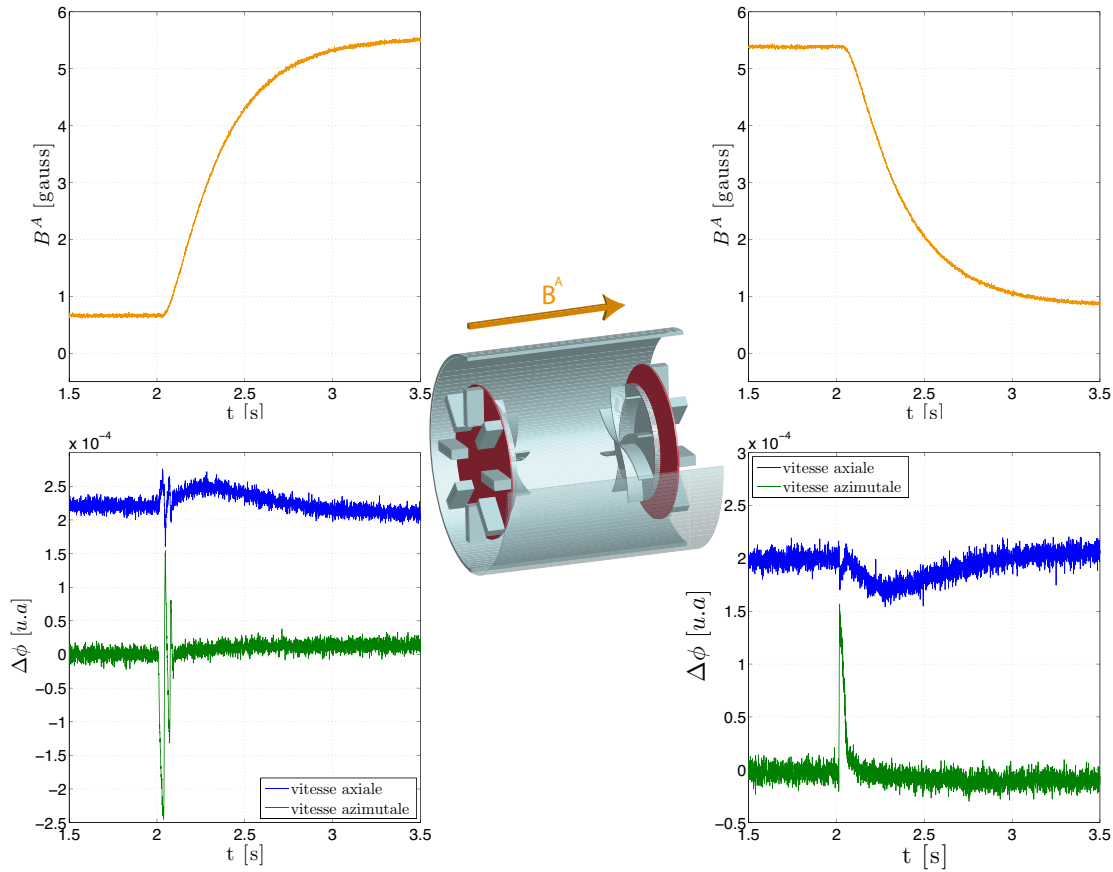 6
5
4
3
2
1
0
B^A [gauss]
1.5 2 2.5 3 3.5
t [s]
6
5
4
3
2
1
0
B^A [gauss]
1.5 2 2.5 3 3.5
t [s]
B^A
x 10^−4
2.5
2
1.5
1
0.5
0
−0.5
−1
−1.5
−2
−2.5
Δϕ [u.a]
vitesse axiale
vitesse azimutale
1.5 2 2.5 3 3.5
t [s]
x 10^−4
3
2.5
2
1.5
1
0.5
0
−0.5
Δϕ [u.a]
vitesse axiale
vitesse azimutale
1.5 2 2.5 3 3.5
t [s]